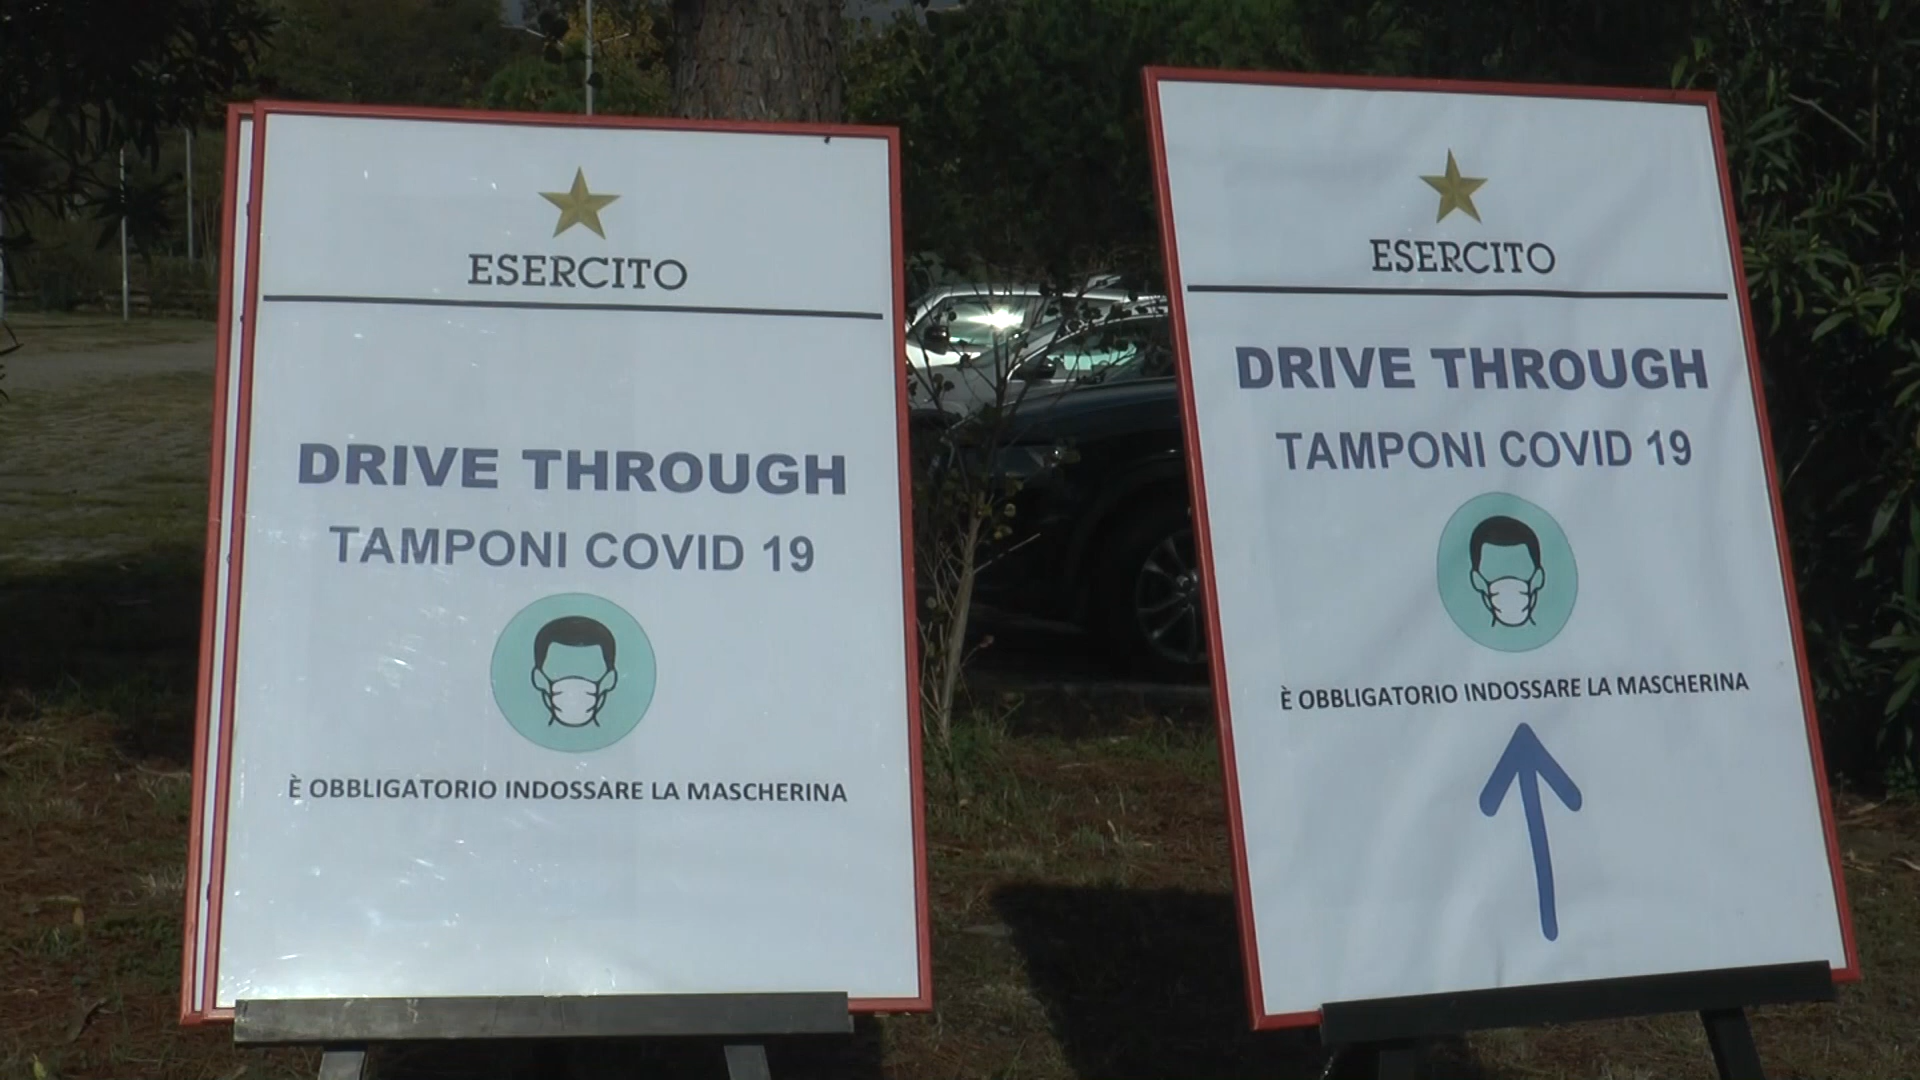 ESERCITO
DRIVE THROUGH
TAMPONI COVID 19
È OBBLIGATORIO INDOSSARE LA MASCHERINA
ESERCITO
DRIVE THROUGH
TAMPONI COVID 19
È OBBLIGATORIO INDOSSARE LA MASCHERINA